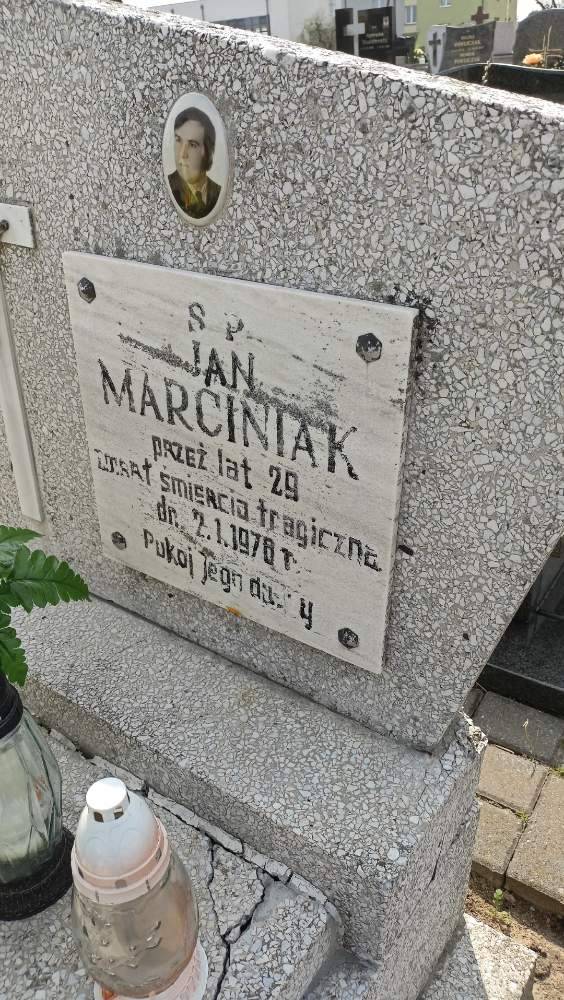 S P.
JAN
MARCINIAK
PRZEŻ lat 29
zmarł śmiercią tragiczną
dn. 2.1.1978 r.
Pokój jego duszy